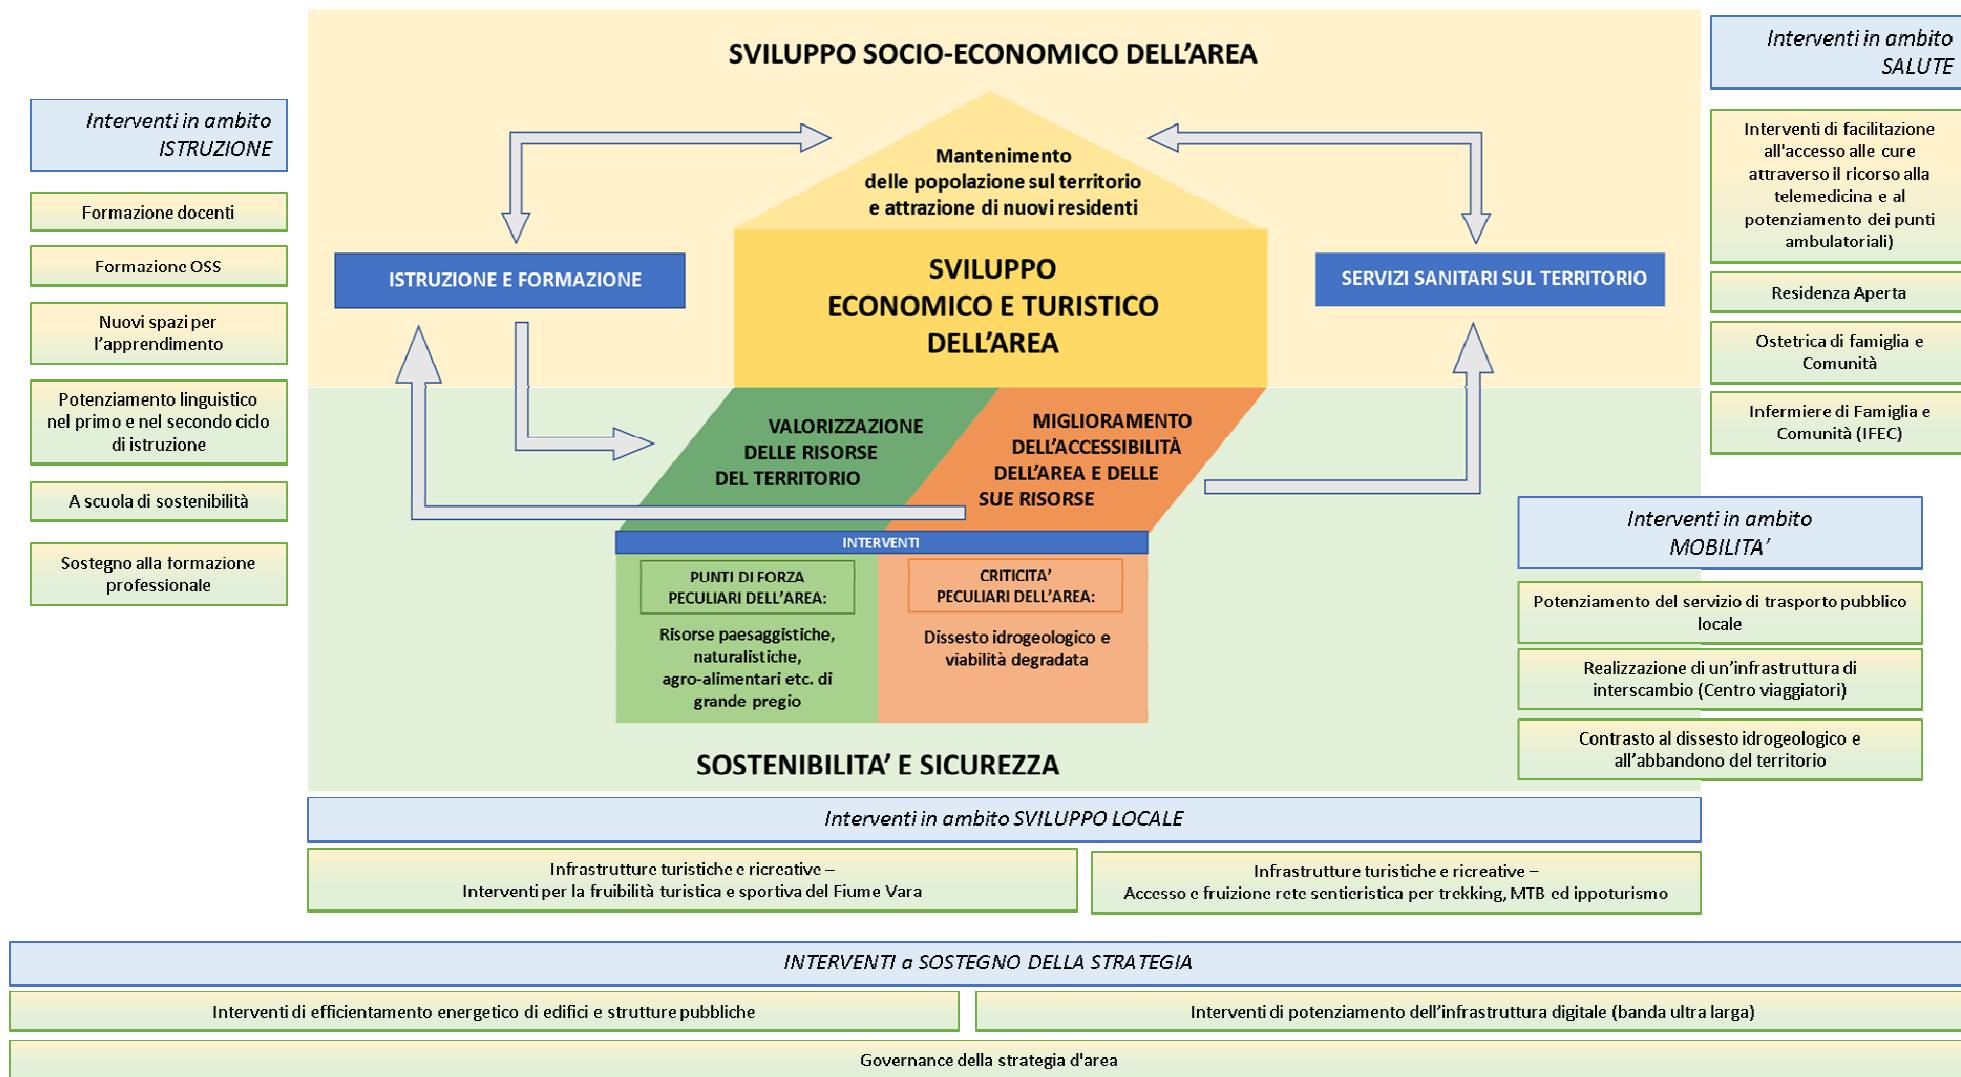 SVILUPPO SOCIO-ECONOMICO DELL'AREA
Interventi in ambito
ISTRUZIONE
Formazione docenti
Formazione OSS
Nuovi spazi per
l'apprendimento
Potenziamento linguistico
nel primo e nel secondo ciclo
di istruzione
A scuola di sostenibilità
Sostegno alla formazione
professionale
Mantenimento
delle popolazione sul territorio
e attrazione di nuovi residenti
ISTRUZIONE E FORMAZIONE
SVILUPPO
ECONOMICO E TURISTICO
DELL'AREA
SERVIZI SANITARI SUL TERRITORIO
VALORIZZAZIONE
DELLE RISORSE
DEL TERRITORIO
MIGLIORAMENTO
DELL'ACCESSIBILITÀ
DELL'AREA E DELLE
SUE RISORSE
INTERVENTI
PUNTI DI FORZA
PECULIARI DELL'AREA:
Risorse paesaggistiche,
naturalistiche,
agro-alimentari etc. di
grande pregio
CRITICITA'
PECULIARI DELL'AREA:
Dissesto idrogeologico e
viabilità degradata
SOSTENIBILITA' E SICUREZZA
Interventi in ambito
SALUTE
Interventi di facilitazione
all'accesso alle cure
attraverso il ricorso alla
telemedicina e al
potenziamento dei punti
ambulatoriali)
Residenza Aperta
Ostetrica di famiglia e
Comunità
Infermiere di Famiglia e
Comunità (IFEC)
Interventi in ambito
MOBILITA'
Potenziamento del servizio di trasporto pubblico
locale
Realizzazione di un'infrastruttura di
interscambio (Centro viaggiatori)
Contrasto al dissesto idrogeologico e
all'abbandono del territorio
Interventi in ambito SVILUPPO LOCALE
Infrastrutture turistiche e ricreative –
Interventi per la fruibilità turistica e sportiva del Fiume Vara
Infrastrutture turistiche e ricreative –
Accesso e fruizione rete sentieristica per trekking, MTB ed ippoturismo
INTERVENTI a SOSTEGNO DELLA STRATEGIA
Interventi di efficientamento energetico di edifici e strutture pubbliche
Interventi di potenziamento dell'infrastruttura digitale (banda ultra larga)
Governance della strategia d'area